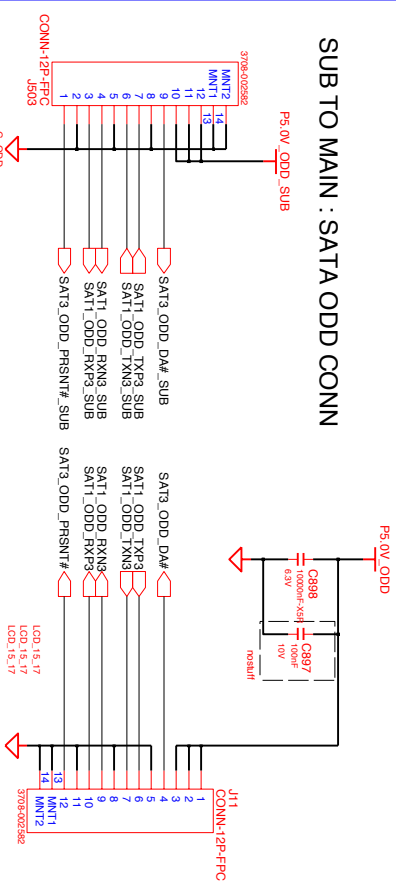 SUB TO MAIN : SATA ODD CONN
P5.0V_ODD_SUB
3708-002582
MNT2
MNT1
14
13
12
11
10
9
8
7
6
5
4
3
2
1
J503
CONN-12P-FPC
SAT3_ODD_DA#_SUB
SAT1_ODD_TXP3_SUB
SAT1_ODD_TXN3_SUB
SAT1_ODD_RXN3_SUB
SAT1_ODD_RXP3_SUB
SAT3_ODD_PRSNT#_SUB
P5.0V_ODD
C898
10000nF-X5R
6.3V
C897
100nF
10V
nostuff
SAT3_ODD_DA#
SAT1_ODD_TXP3
SAT1_ODD_TXN3
SAT1_ODD_RXN3
SAT1_ODD_RXP3
SAT3_ODD_PRSNT#
LCD_15_17
LCD_15_17
LCD_15_17
J11
CONN-12P-FPC
1
2
3
4
5
6
7
8
9
10
11
12
13
MNT1
14
MNT2
3708-002582